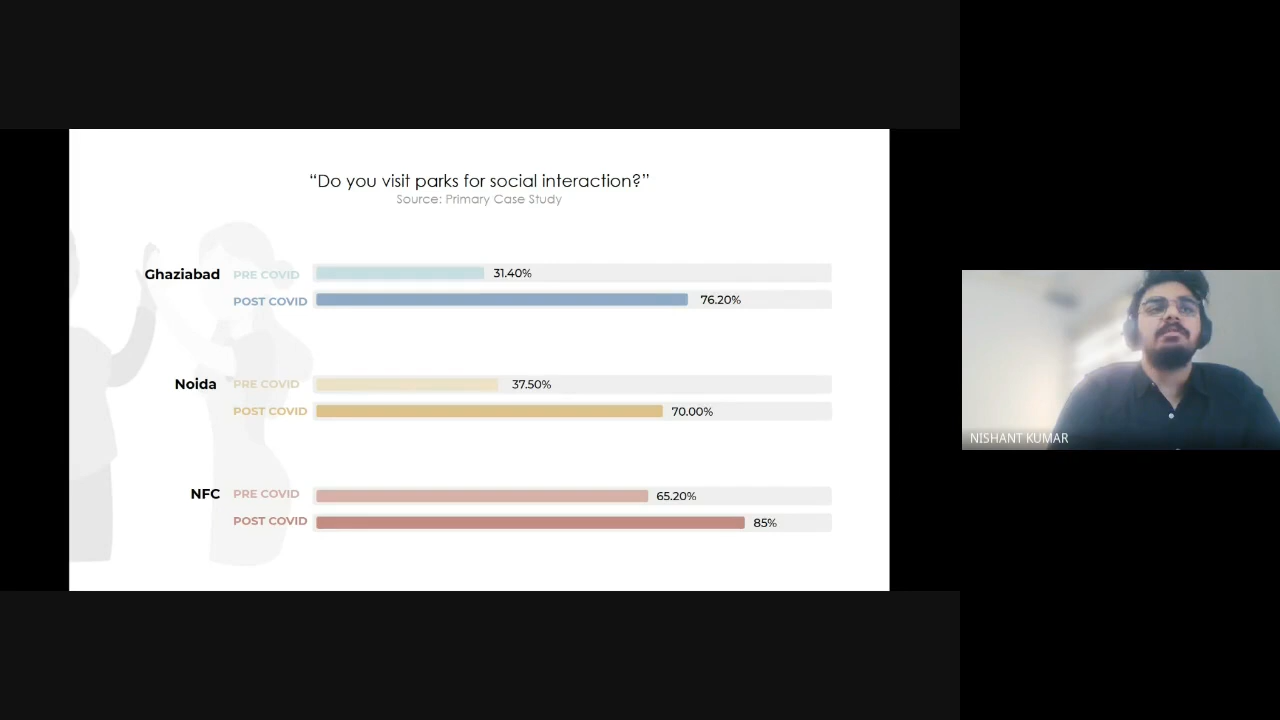 “Do you visit parks for social interaction?”
Source: Primary Case Study
Ghaziabad PRE COVID 31.40%
POST COVID 76.20%
Noida PRE COVID 37.50%
POST COVID 70.00%
NFC PRE COVID 65.20%
POST COVID 85%
NISHANT KUMAR